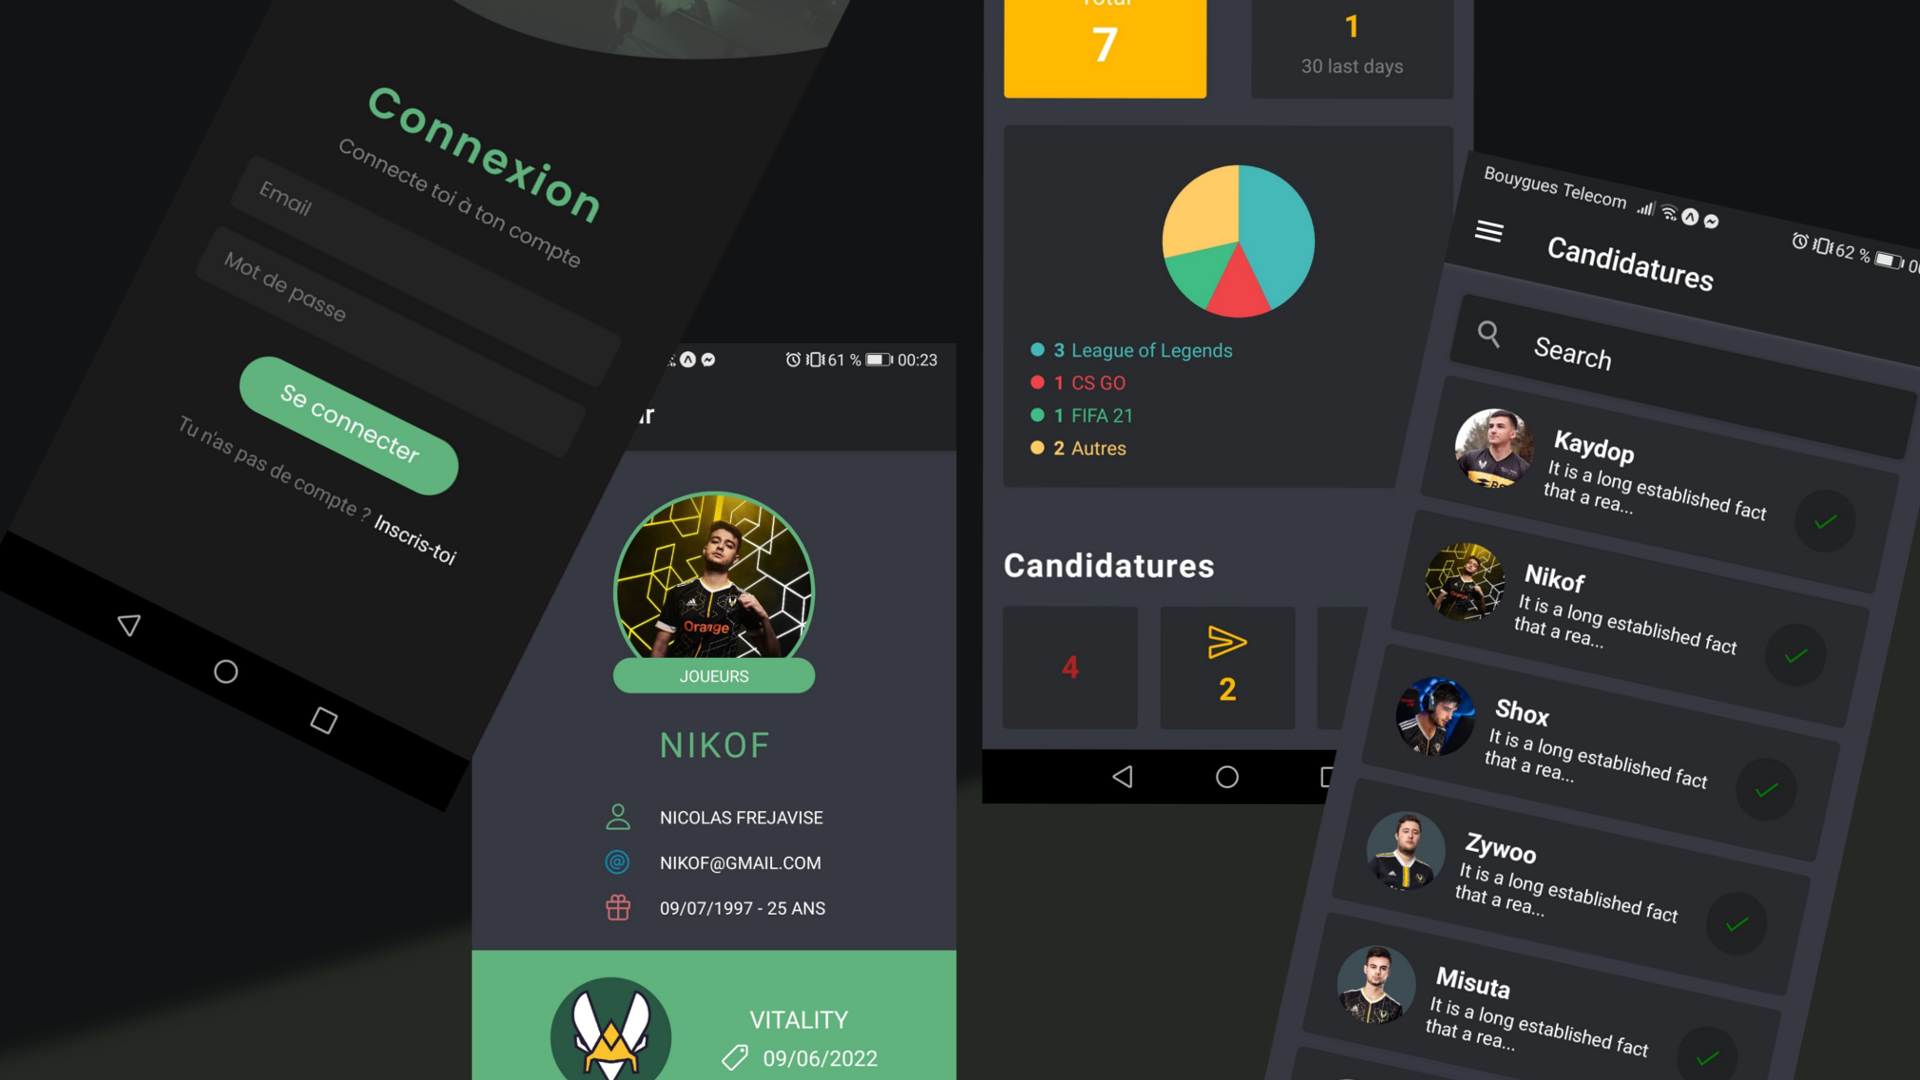 Connexion
Connecte toi à ton compte
Email
Mot de passe
Se connecter
Tu n'as pas de compte ? Inscris-toi
61 % 00:23
ur
Orange
JOUEURS
NIKOF
NICOLAS FREJAVISE
NIKOF@GMAIL.COM
09/07/1997 - 25 ANS
VITALITY
09/06/2022
Total
7
1
30 last days
3 League of Legends
1 CS GO
1 FIFA 21
2 Autres
Candidatures
4
2
Bouygues Telecom 62 %
Candidatures
Search
Kaydop
It is a long established fact
that a rea...
Nikof
It is a long established fact
that a rea...
Shox
It is a long established fact
that a rea...
Zywoo
It is a long established fact
that a rea...
Misuta
It is a long established fact
that a rea...